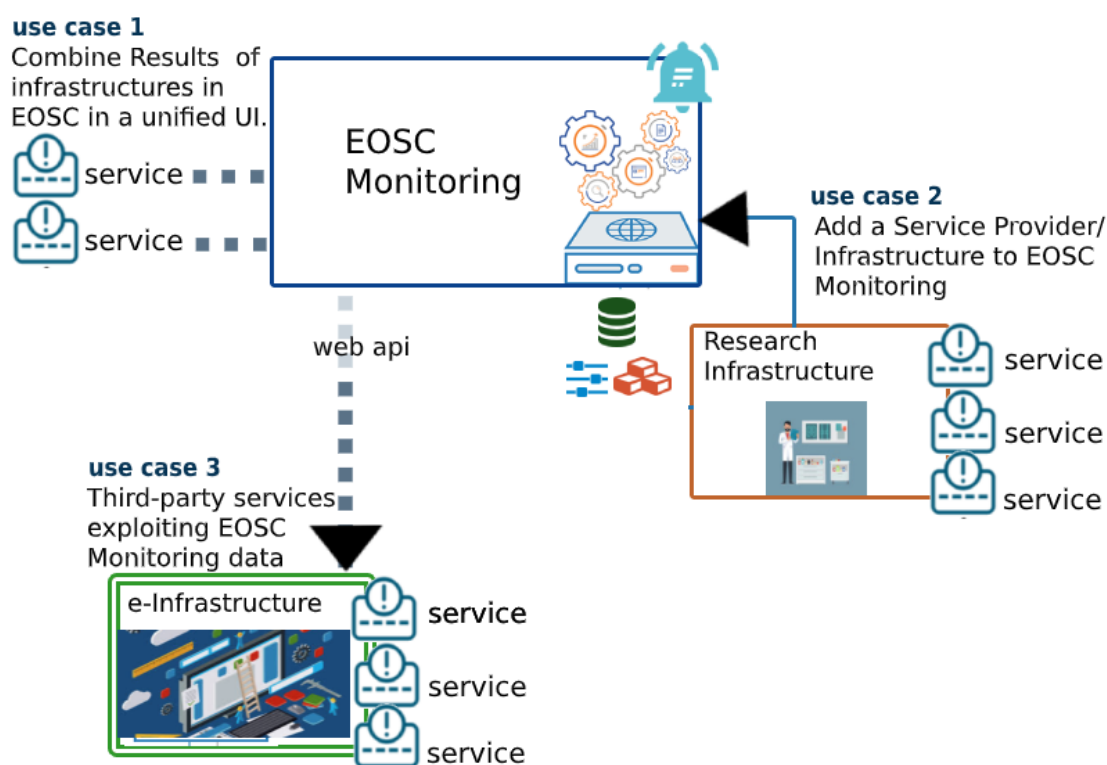 use case 1
Combine Results of
infrastructures in
EOSC in a unified UI.
service
service
EOSC
Monitoring
use case 2
Add a Service Provider/
Infrastructure to EOSC
Monitoring
web api
Research
Infrastructure
service
service
service
use case 3
Third-party services
exploiting EOSC
Monitoring data
e-Infrastructure
service
service
service